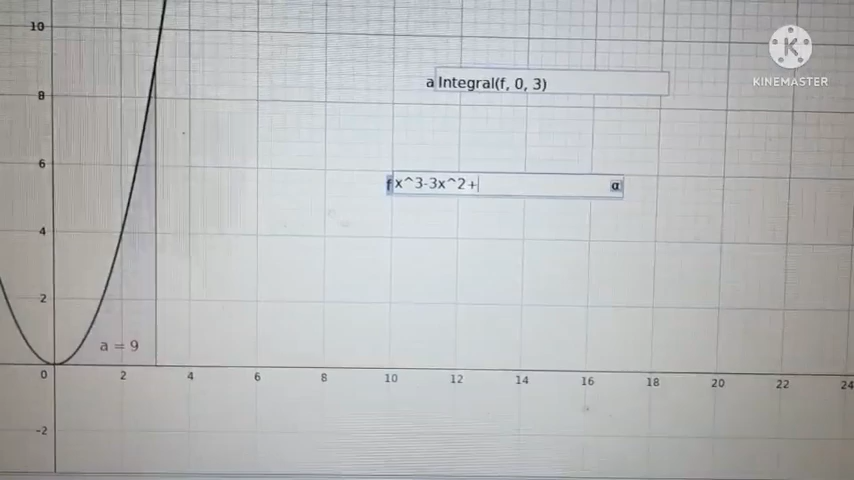 10
K
KINEMASTER
a Integral(f, 0, 3)
8
6
f x^3-3x^2+ α
4
2
a = 9
0 2 4 6 8 10 12 14 16 18 20 22 24
-2